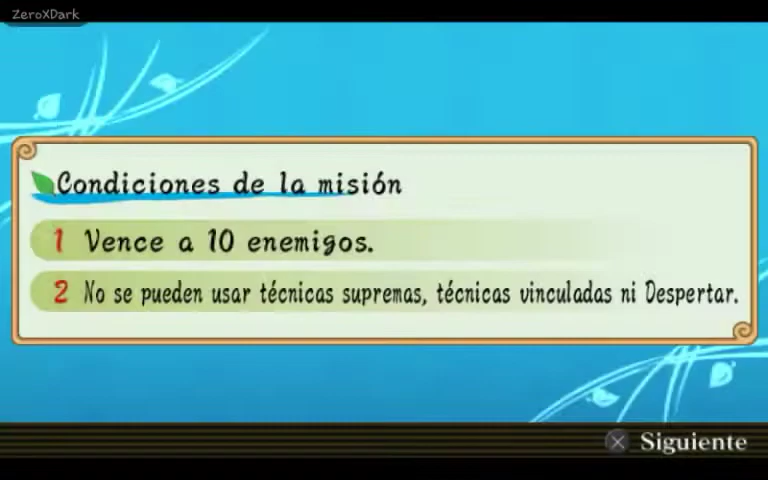 ZeroXDark
Condiciones de la misión
1 Vence a 10 enemigos.
2 No se pueden usar técnicas supremas, técnicas vinculadas ni Despertar.
Siguiente